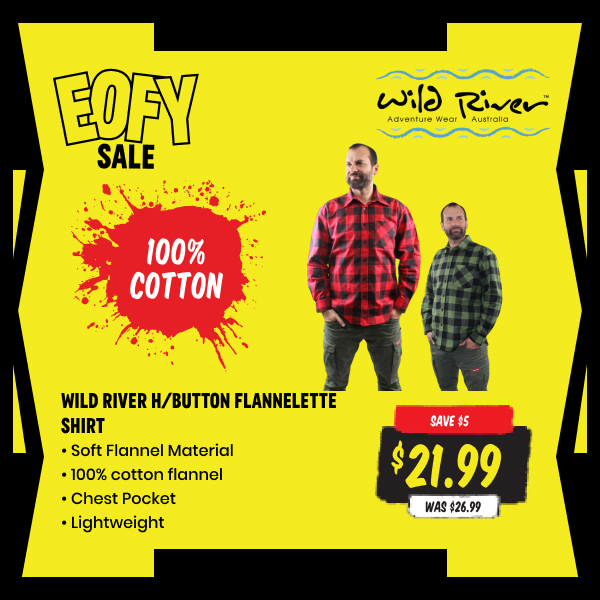 EOFY
SALE
Wild River™
Adventure Wear Australia
100%
COTTON
WILD RIVER H/BUTTON FLANNELETTE
SHIRT
• Soft Flannel Material
• 100% cotton flannel
• Chest Pocket
• Lightweight
SAVE $5
$21.99
WAS $26.99